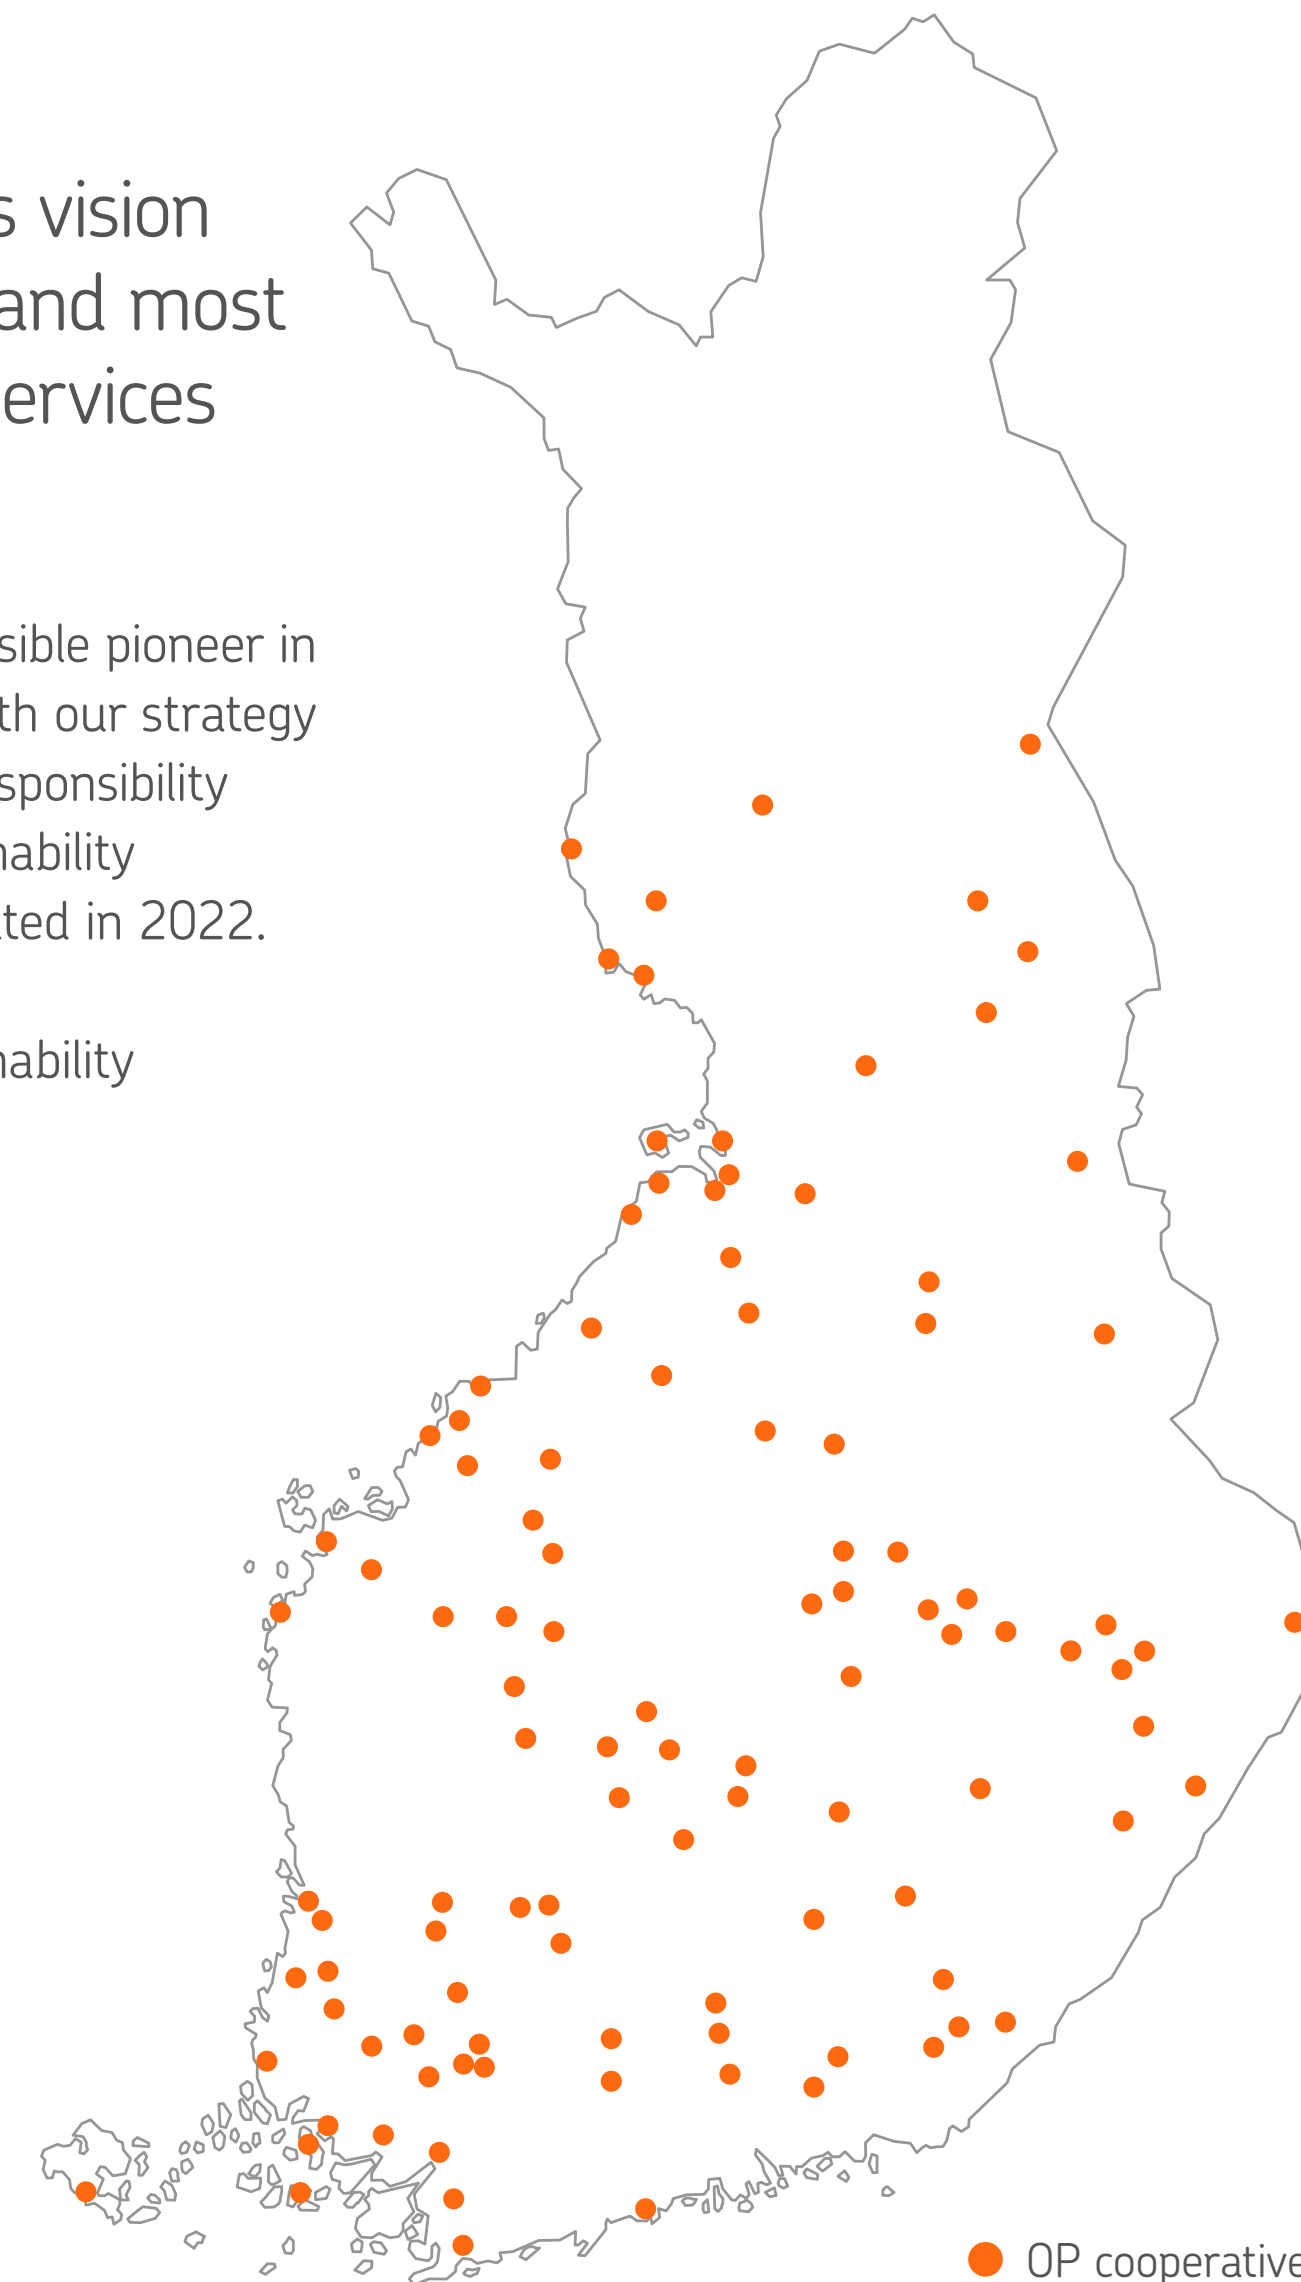 s vision
and most
ervices
sible pioneer in
th our strategy
sponsibility
nability
ted in 2022.
nability
OP cooperative